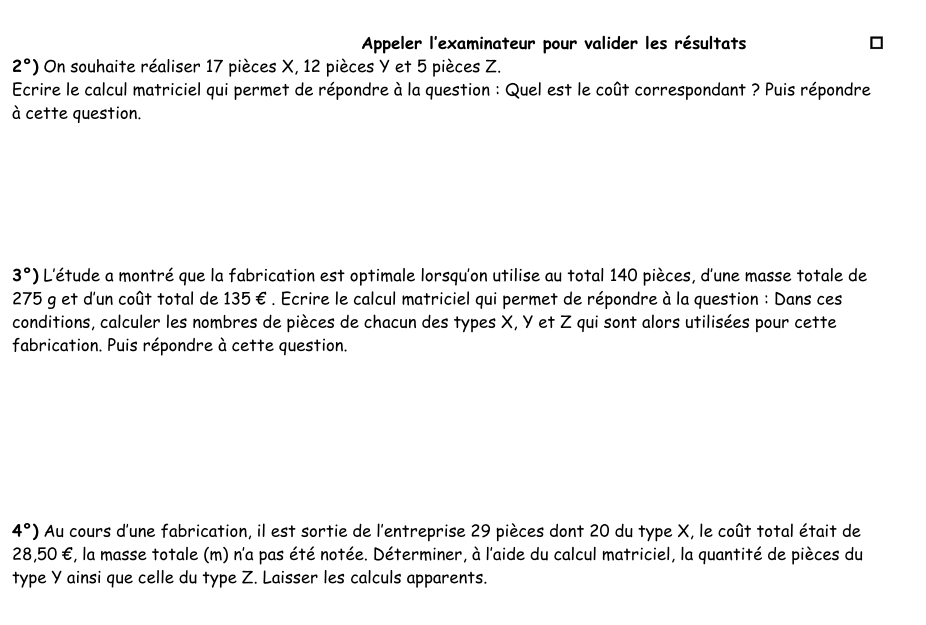 Appeler l'examinateur pour valider les résultats
2°) On souhaite réaliser 17 pièces X, 12 pièces Y et 5 pièces Z.
Ecrire le calcul matriciel qui permet de répondre à la question : Quel est le coût correspondant ? Puis répondre
à cette question.
3°) L'étude a montré que la fabrication est optimale lorsqu'on utilise au total 140 pièces, d'une masse totale de
275 g et d'un coût total de 135 € . Ecrire le calcul matriciel qui permet de répondre à la question : Dans ces
conditions, calculer les nombres de pièces de chacun des types X, Y et Z qui sont alors utilisées pour cette
fabrication. Puis répondre à cette question.
4°) Au cours d'une fabrication, il est sortie de l'entreprise 29 pièces dont 20 du type X, le coût total était de
28,50 €, la masse totale (m) n'a pas été notée. Déterminer, à l'aide du calcul matriciel, la quantité de pièces du
type Y ainsi que celle du type Z. Laisser les calculs apparents.